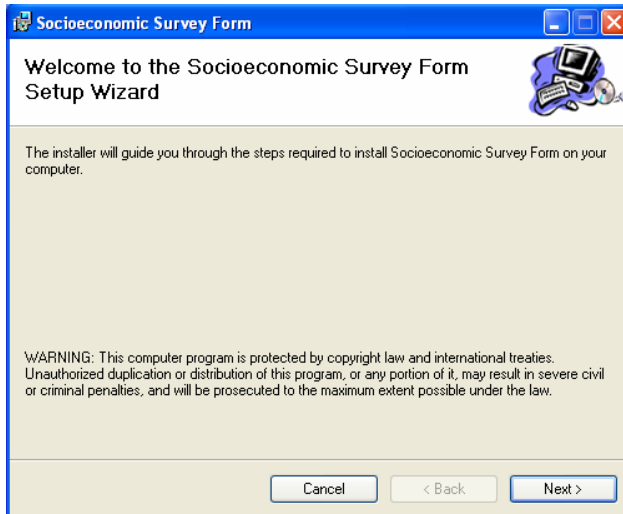 Socioeconomic Survey Form
Welcome to the Socioeconomic Survey Form
Setup Wizard
The installer will guide you through the steps required to install Socioeconomic Survey Form on your
computer.
WARNING: This computer program is protected by copyright law and international treaties.
Unauthorized duplication or distribution of this program, or any portion of it, may result in severe civil
or criminal penalties, and will be prosecuted to the maximum extent possible under the law.
Cancel < Back Next >